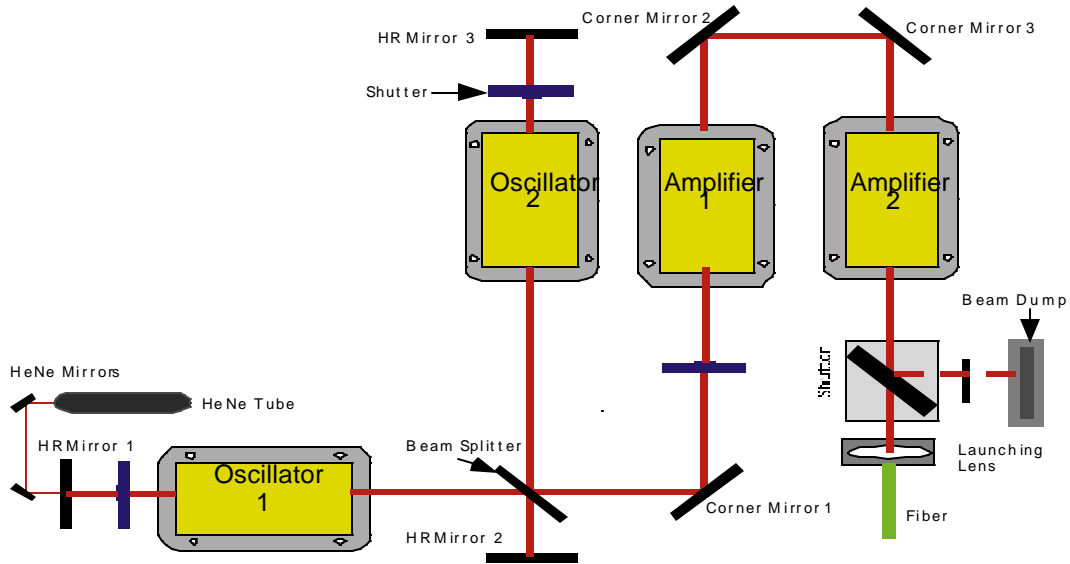 Corner Mirror 2
HR Mirror 3
Corner Mirror 3
Shutter
Oscillator
2
Amplifier
1
Amplifier
2
Beam Dump
Shutter
HeNe Mirrors
HeNe Tube
HR Mirror 1
Beam Splitter
Launching
Lens
Oscillator
1
Corner Mirror 1
Fiber
HR Mirror 2